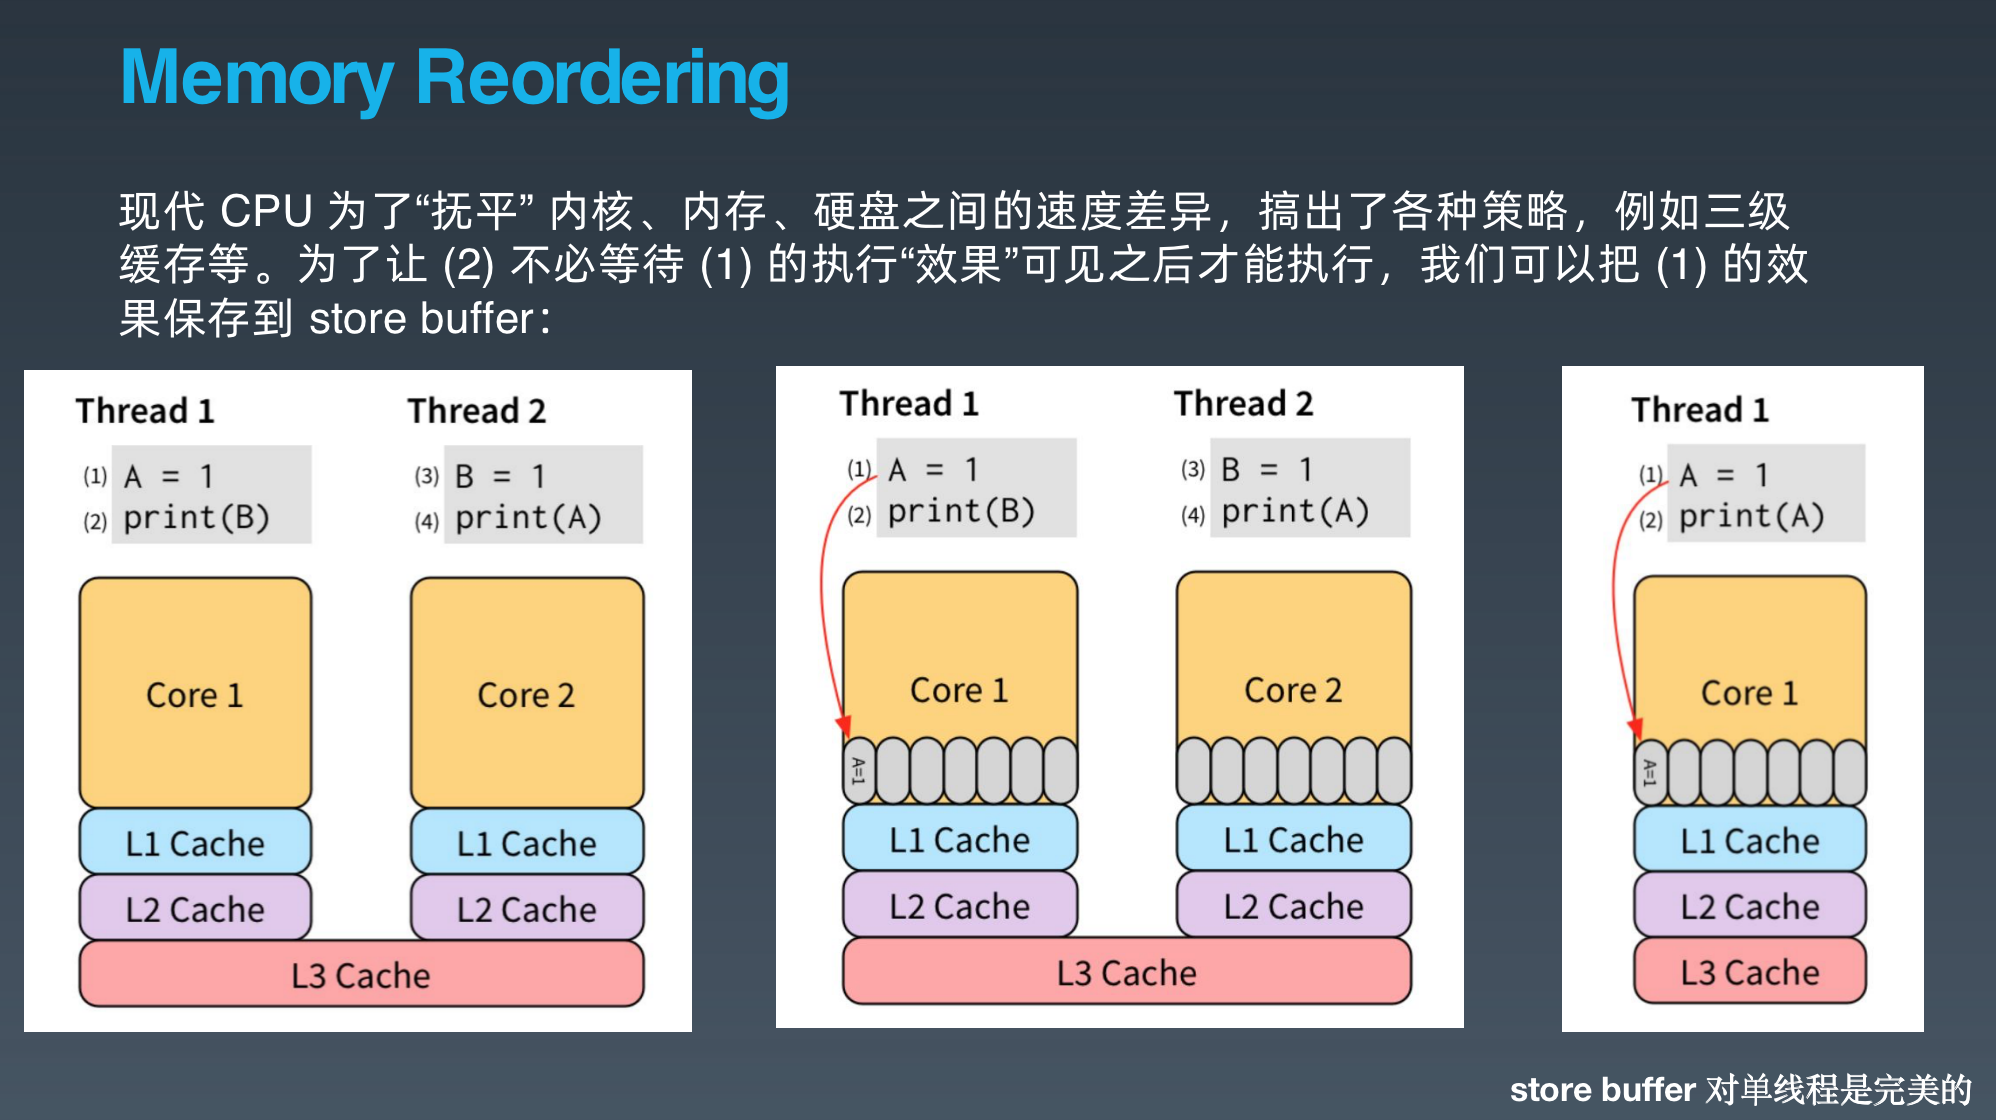 Memory Reordering
现代 CPU 为了“抚平” 内核、内存、硬盘之间的速度差异，搞出了各种策略，例如三级
缓存等。为了让 (2) 不必等待 (1) 的执行“效果”可见之后才能执行，我们可以把 (1) 的效
果保存到 store buffer：
Thread 1
(1) A = 1
(2) print(B)
Thread 2
(3) B = 1
(4) print(A)
Core 1
Core 2
L1 Cache
L1 Cache
L2 Cache
L2 Cache
L3 Cache
Thread 1
(1) A = 1
(2) print(B)
Thread 2
(3) B = 1
(4) print(A)
Core 1
Core 2
A=1
L1 Cache
L1 Cache
L2 Cache
L2 Cache
L3 Cache
Thread 1
(1) A = 1
(2) print(A)
Core 1
A=1
L1 Cache
L2 Cache
L3 Cache
store buffer 对单线程是完美的